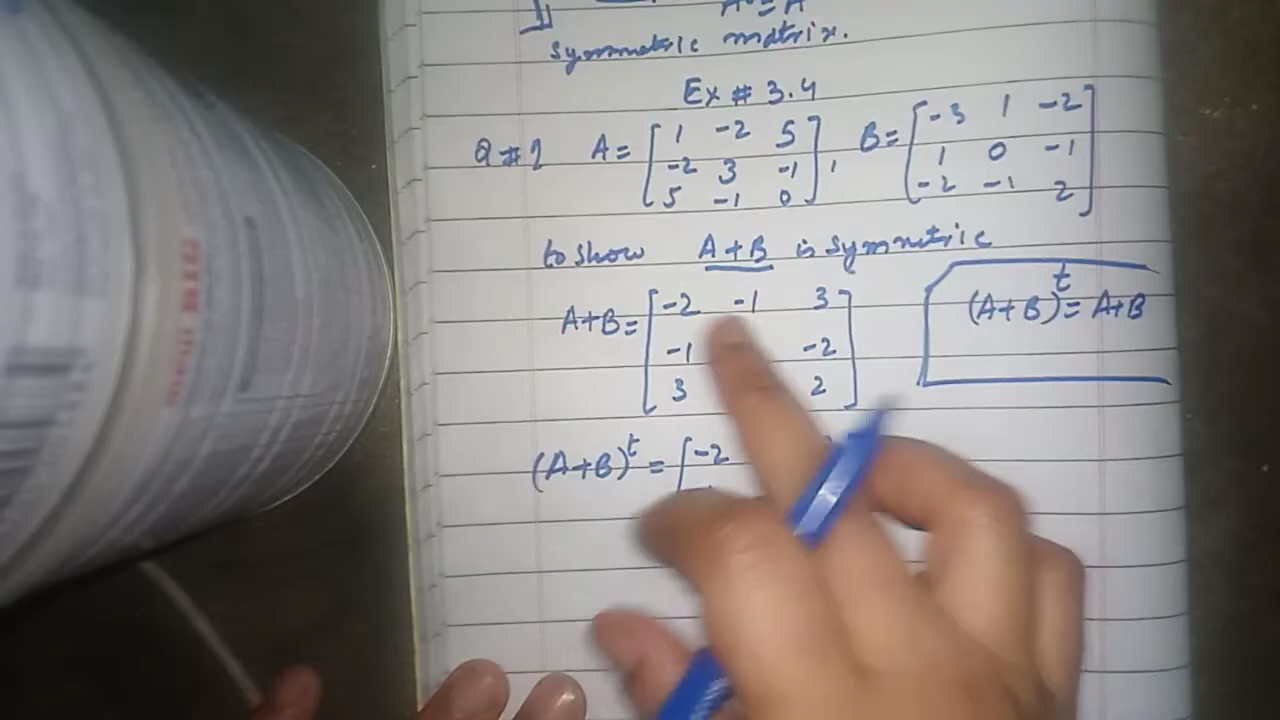 symmetric matrix.
Ex # 3.4
Q # 1 A = [1 -2 5 , B = [-3 1 -2
-2 3 -1 1 0 -1
5 -1 0] -2 -1 2]
to show A+B is symmetric
A+B = [-2 -1 3
-1 -2
3 2]
(A+B)^t = A+B
(A+B)^t = [-2